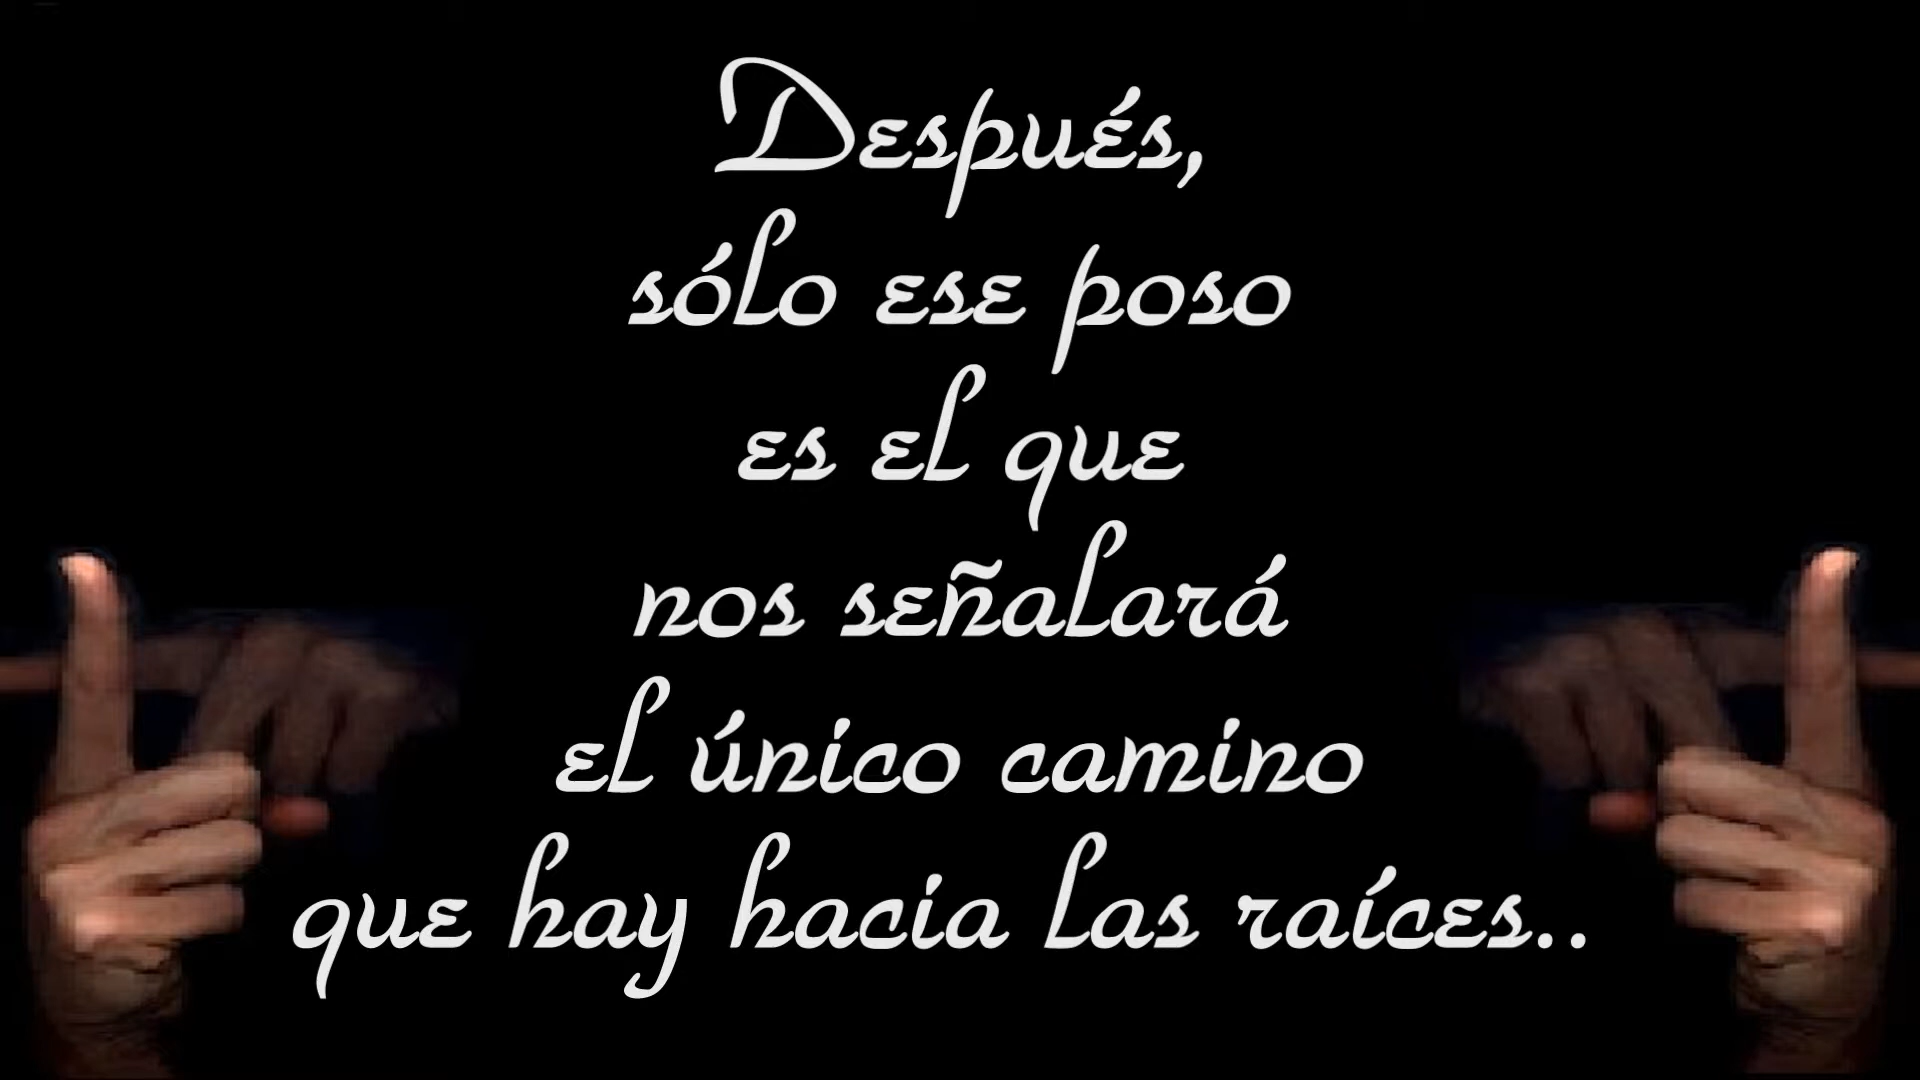 Después,
sólo ese poso
es el que
nos señalará
el único camino
que hay hacia las raíces..